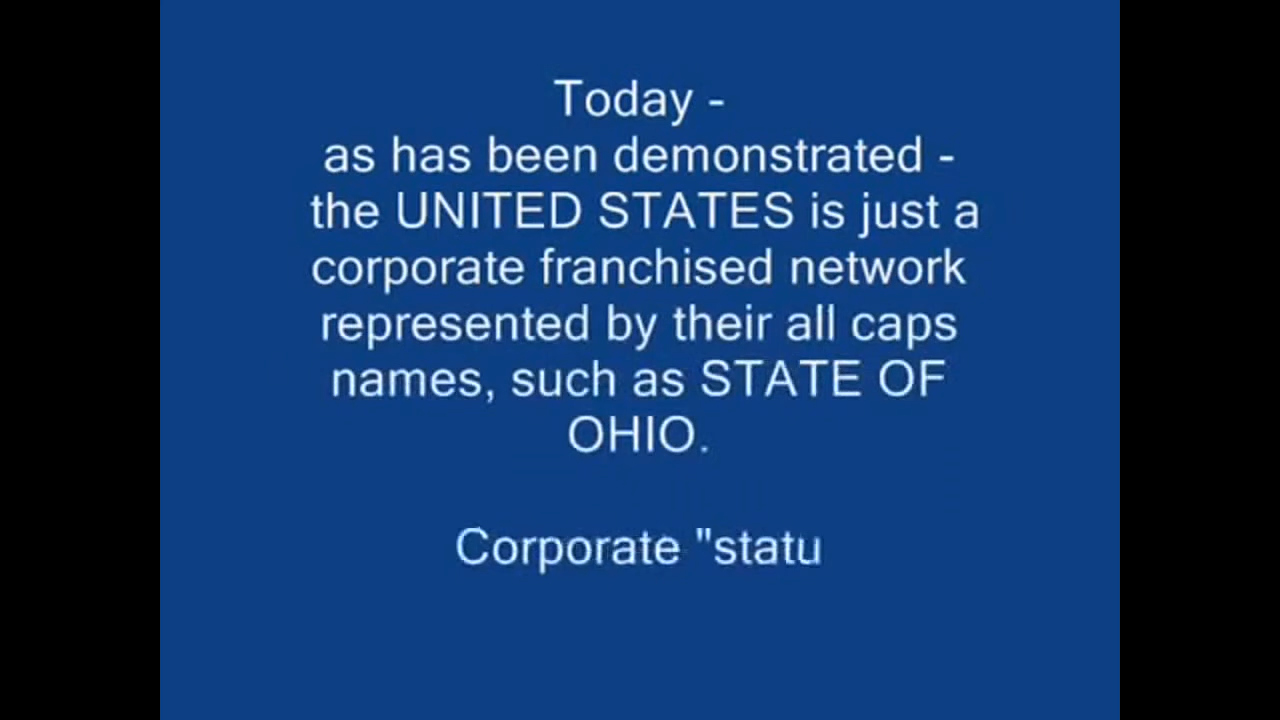 Today -
as has been demonstrated -
the UNITED STATES is just a
corporate franchised network
represented by their all caps
names, such as STATE OF
OHIO.
Corporate "statu